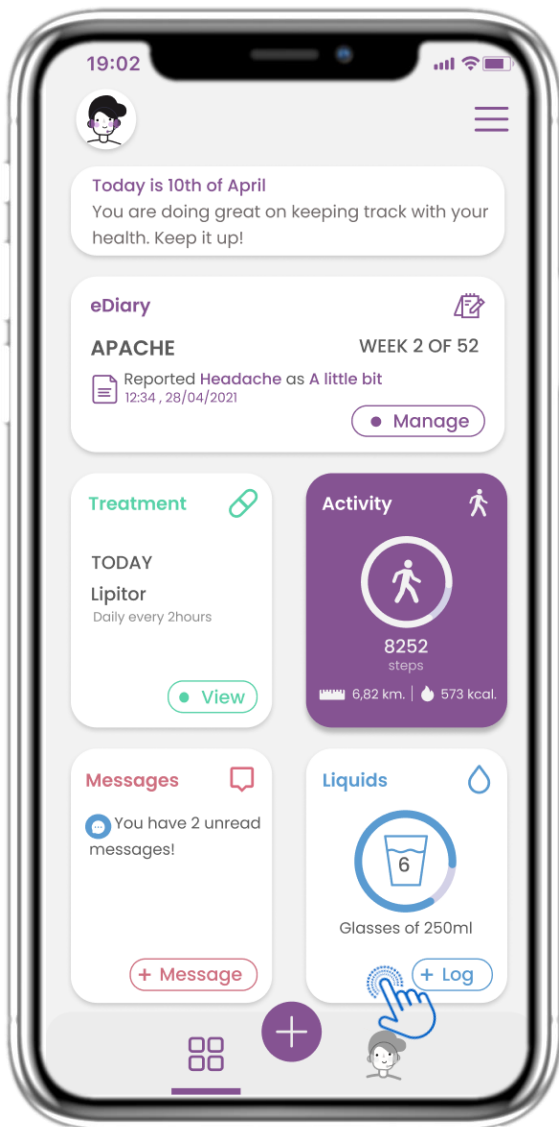 19:02
Today is 10th of April
You are doing great on keeping track with your
health. Keep it up!
eDiary
APACHE
WEEK 2 OF 52
Reported Headache as A little bit
12:34 , 28/04/2021
Manage
Treatment
TODAY
Lipitor
Daily every 2hours
View
Activity
8252
steps
6,82 km. | 573 kcal.
Messages
You have 2 unread
messages!
+ Message
Liquids
6
Glasses of 250ml
+ Log